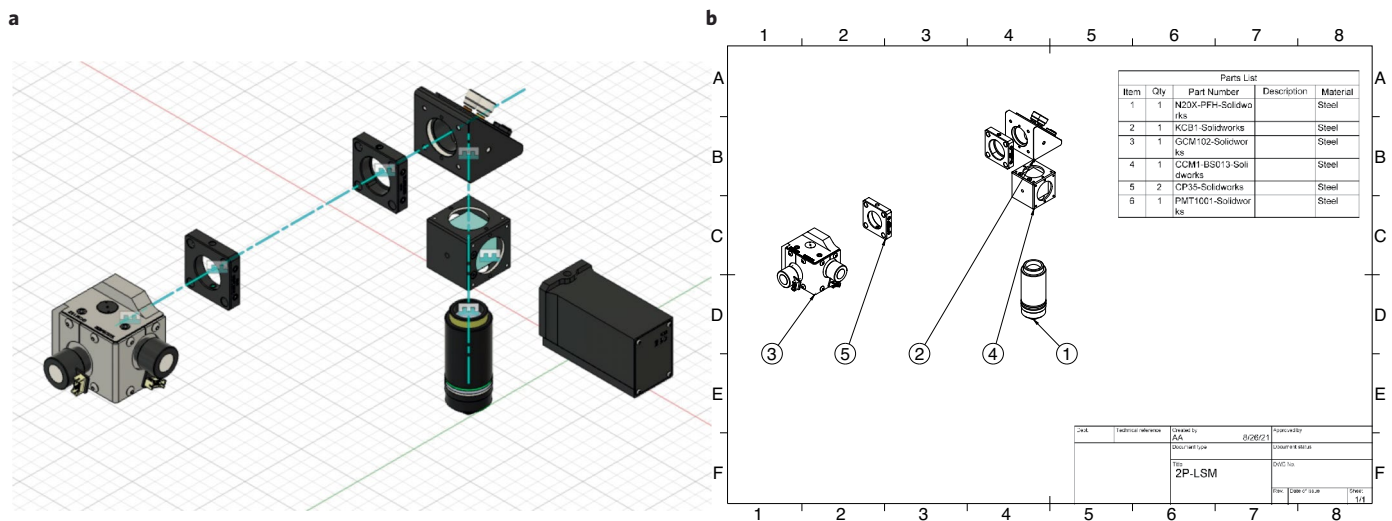 a
b
1 2 3 4 5 6 7 8
A A
Parts List
Item Qty Part Number Description Material
1 1 N20X-PFH-Solidwo Steel
rks
2 1 KCB1-Solidworks Steel
3 1 GCM102-Solidwor Steel
ks
4 1 CCM1-BS013-Soli Steel
dworks
5 2 CP35-Solidworks Steel
6 1 PMT1001-Solidwor Steel
ks
B B
C C
D D
3 5 2 4 1
E E
Dept. Technical reference Created by Approved by
AA 8/26/21
Document type Document status
F F
Title DWG No.
2P-LSM
Rev. Date of issue Sheet
1/1
1 2 3 4 5 6 7 8